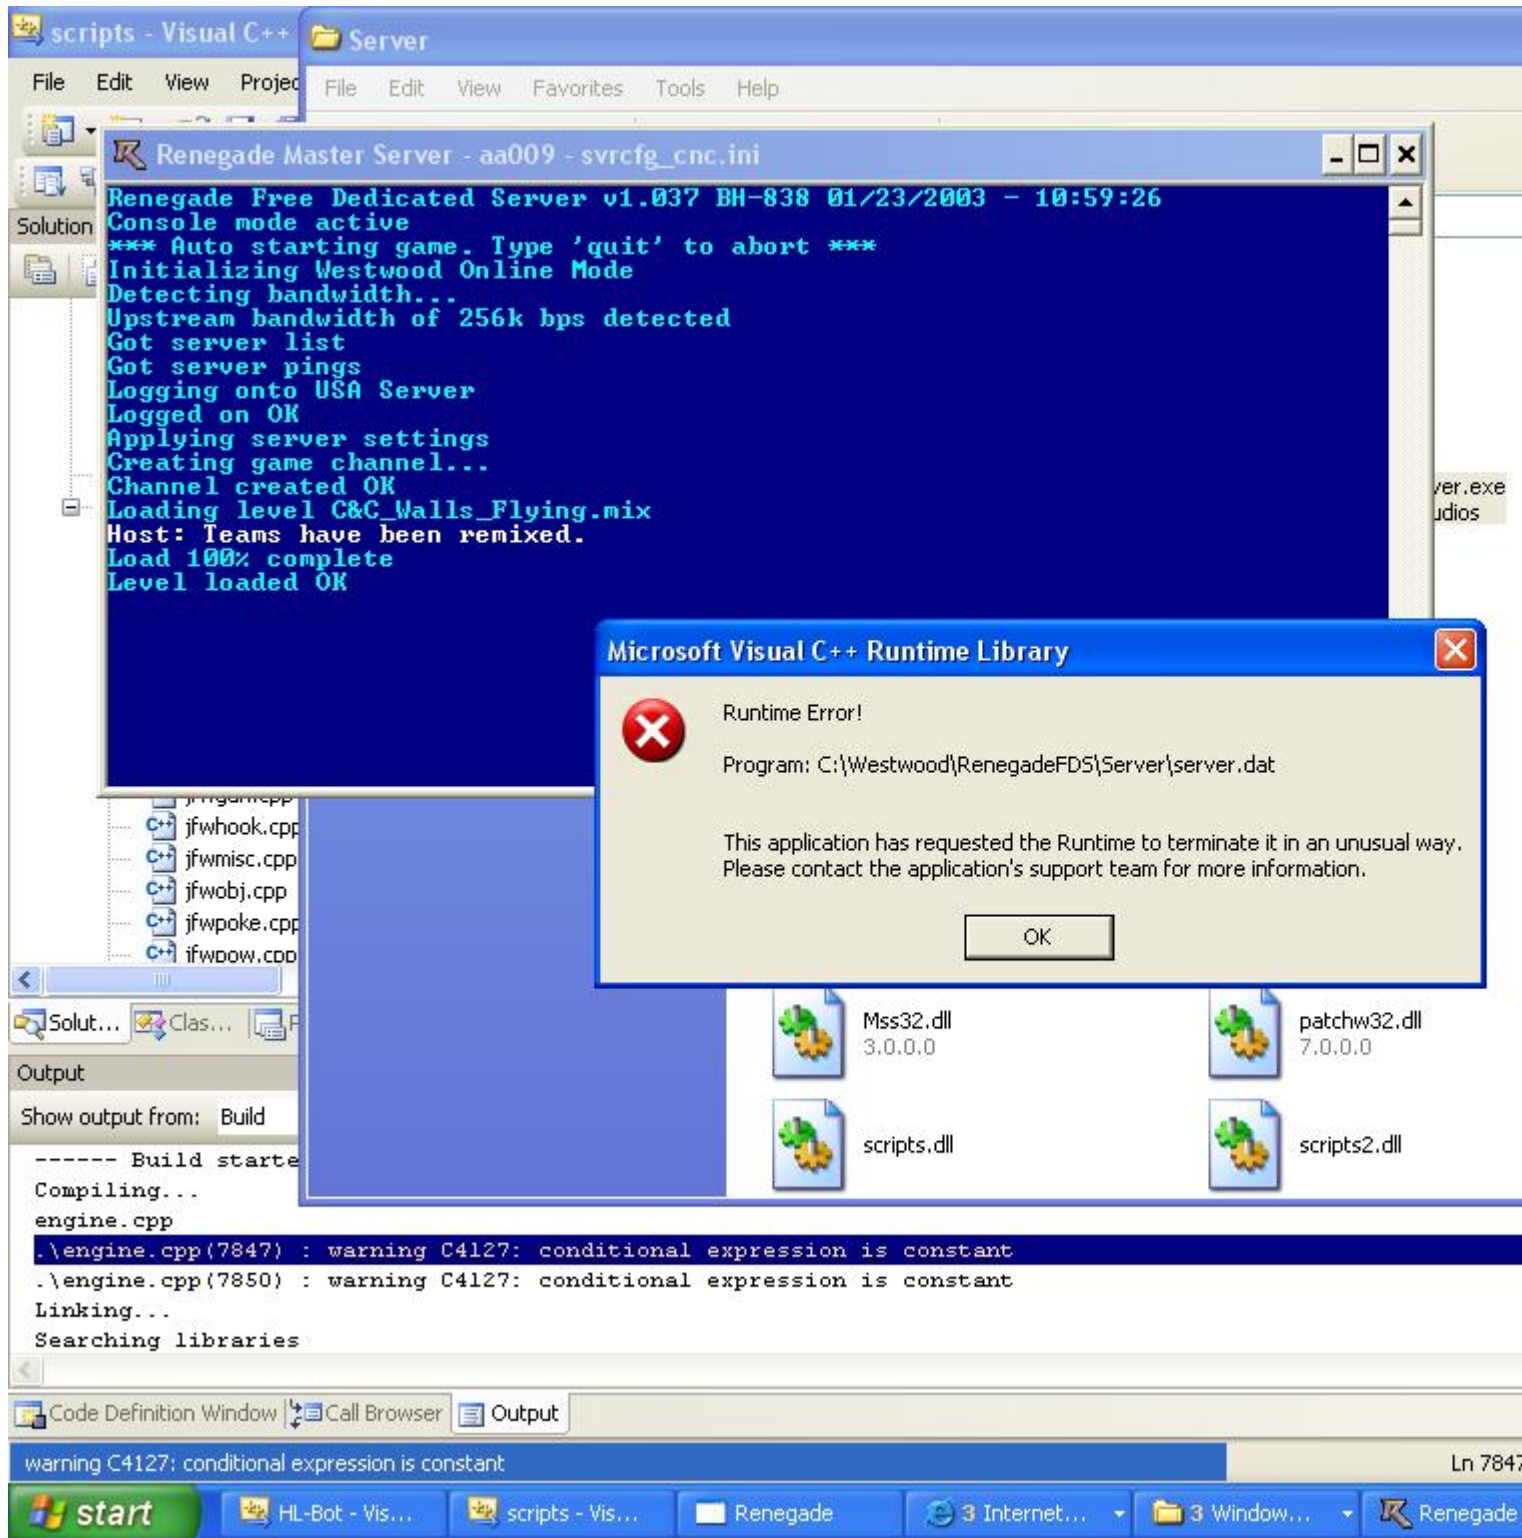 scripts - Visual C++
Server
File Edit View Projec
File Edit View Favorites Tools Help
Renegade Master Server - aa009 - svrcfg_cnc.ini
Renegade Free Dedicated Server v1.037 BH-838 01/23/2003 - 10:59:26
Console mode active
*** Auto starting game. Type 'quit' to abort ***
Initializing Westwood Online Mode
Detecting bandwidth...
Upstream bandwidth of 256k bps detected
Got server list
Got server pings
Logging onto USA Server
Logged on OK
Applying server settings
Creating game channel...
Channel created OK
Loading level C&C_Walls_Flying.mix
Host: Teams have been remixed.
Load 100% complete
Level loaded OK
Solution
ver.exe
udios
Microsoft Visual C++ Runtime Library
Runtime Error!
Program: C:\Westwood\RenegadeFDS\Server\server.dat
This application has requested the Runtime to terminate it in an unusual way.
Please contact the application's support team for more information.
OK
jfwhook.cpp
jfwmisc.cpp
jfwobj.cpp
jfwpoke.cpp
jfwpow.cpp
Solut... Clas...
Mss32.dll
3.0.0.0
patchw32.dll
7.0.0.0
scripts.dll
scripts2.dll
Output
Show output from: Build
------ Build starte
Compiling...
engine.cpp
.\engine.cpp(7847) : warning C4127: conditional expression is constant
.\engine.cpp(7850) : warning C4127: conditional expression is constant
Linking...
Searching libraries
Code Definition Window Call Browser Output
warning C4127: conditional expression is constant
Ln 7847
start HL-Bot - Vis... scripts - Vis... Renegade 3 Internet... 3 Window... Renegade